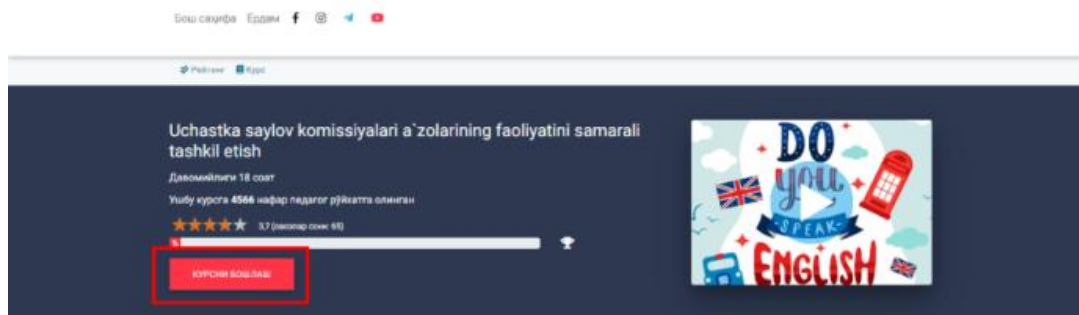 Бош саҳифа Ёрдам
Рейтинг Курс
Uchastka saylov komissiyalari a`zolarining faoliyatini samarali
tashkil etish
Давомийлиги 18 соат
Ушбу курсга 4566 нафар педагог рўйхатга олинган
3,7 (овозлар сони: 65)
%
КУРСНИ БОШЛАШ
DO
you
SPEAK
ENGLISH